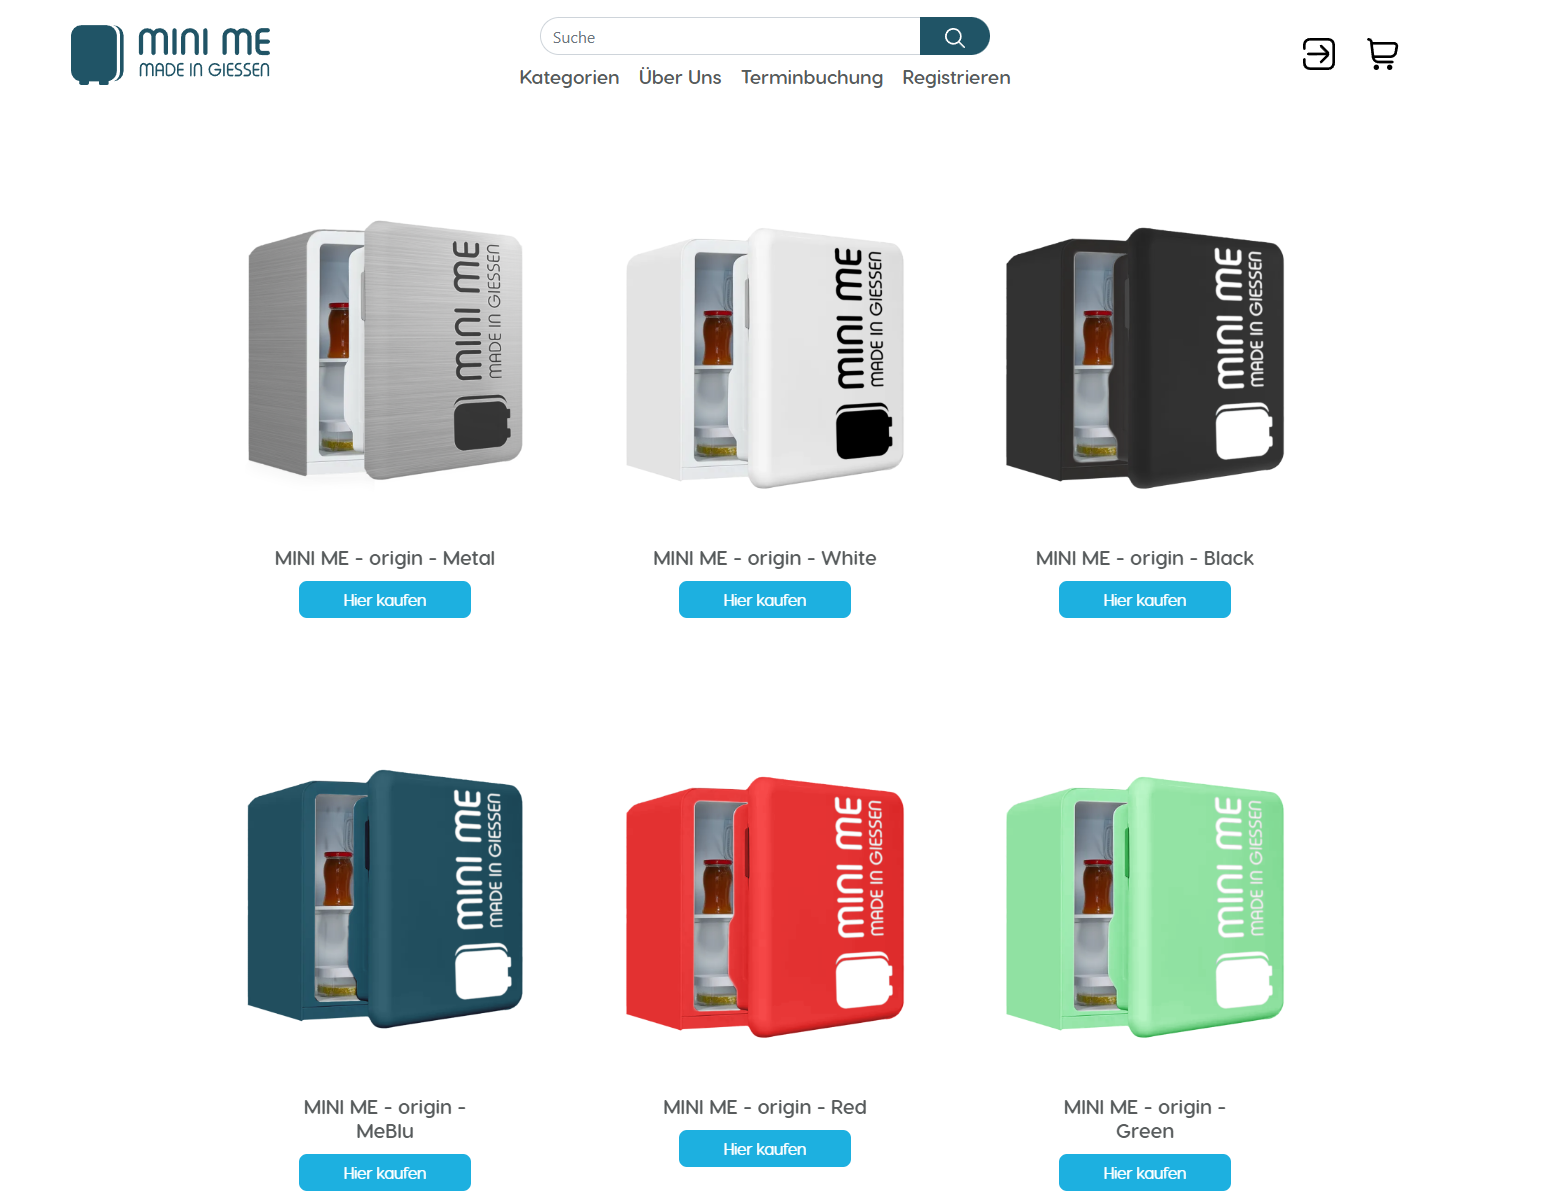 MINI ME
MADE IN GIESSEN
Suche
Kategorien Über Uns Terminbuchung Registrieren
MINI ME
MADE IN GIESSEN
MINI ME
MADE IN GIESSEN
MINI ME
MADE IN GIESSEN
MINI ME - origin - Metal
MINI ME - origin - White
MINI ME - origin - Black
Hier kaufen
Hier kaufen
Hier kaufen
MINI ME
MADE IN GIESSEN
MINI ME
MADE IN GIESSEN
MINI ME
MADE IN GIESSEN
MINI ME - origin -
MeBlu
MINI ME - origin - Red
MINI ME - origin -
Green
Hier kaufen
Hier kaufen
Hier kaufen